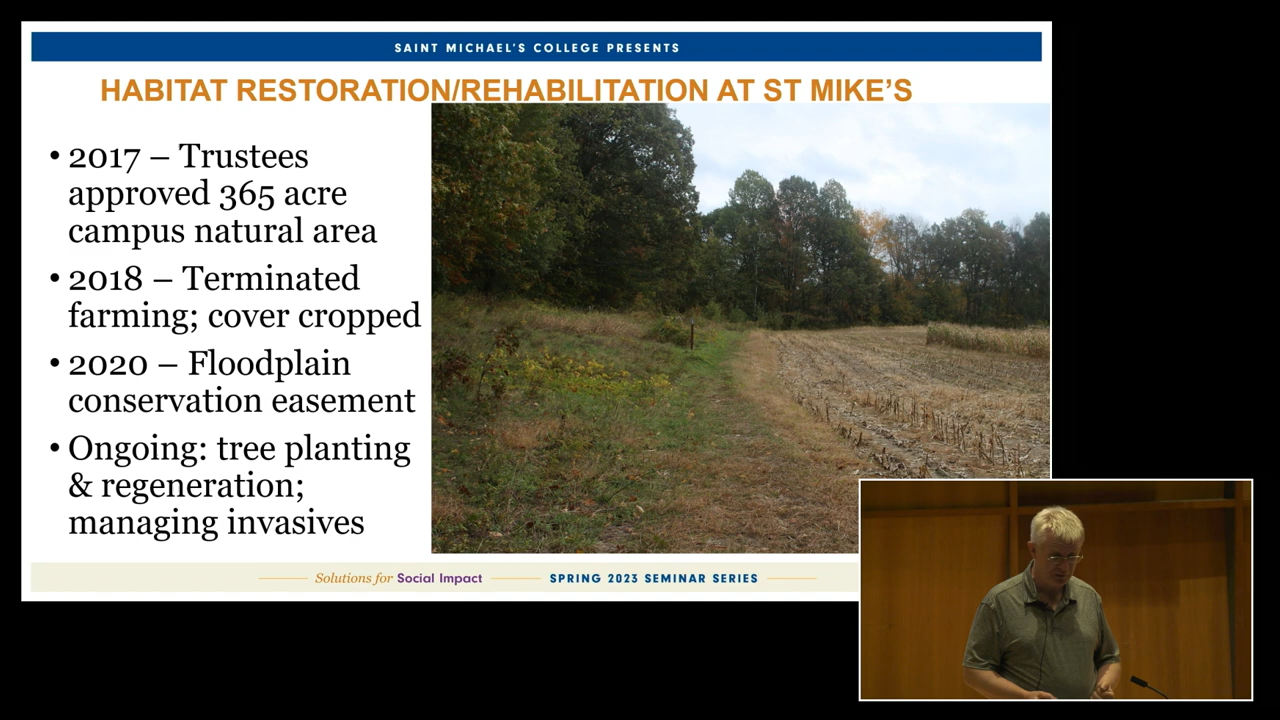 SAINT MICHAEL'S COLLEGE PRESENTS
HABITAT RESTORATION/REHABILITATION AT ST MIKE'S
• 2017 – Trustees
approved 365 acre
campus natural area
• 2018 – Terminated
farming; cover cropped
• 2020 – Floodplain
conservation easement
• Ongoing: tree planting
& regeneration;
managing invasives
Solutions for Social Impact SPRING 2023 SEMINAR SERIES